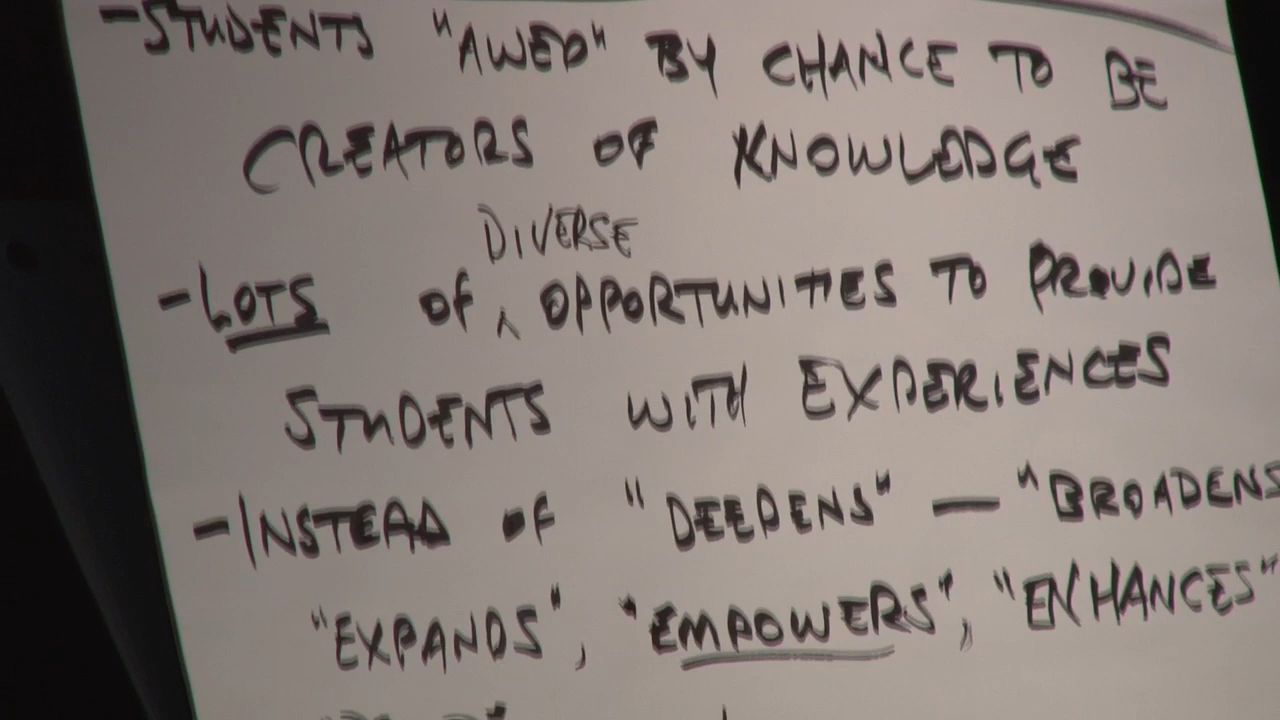 -STUDENTS "AWED" BY CHANCE TO BE
CREATORS OF KNOWLEDGE
DIVERSE
-LOTS OF ^ OPPORTUNITIES TO PROVIDE
STUDENTS WITH EXPERIENCES
-INSTEAD OF "DEEPENS" — "BROADENS
"EXPANDS", "EMPOWERS", "ENHANCES"